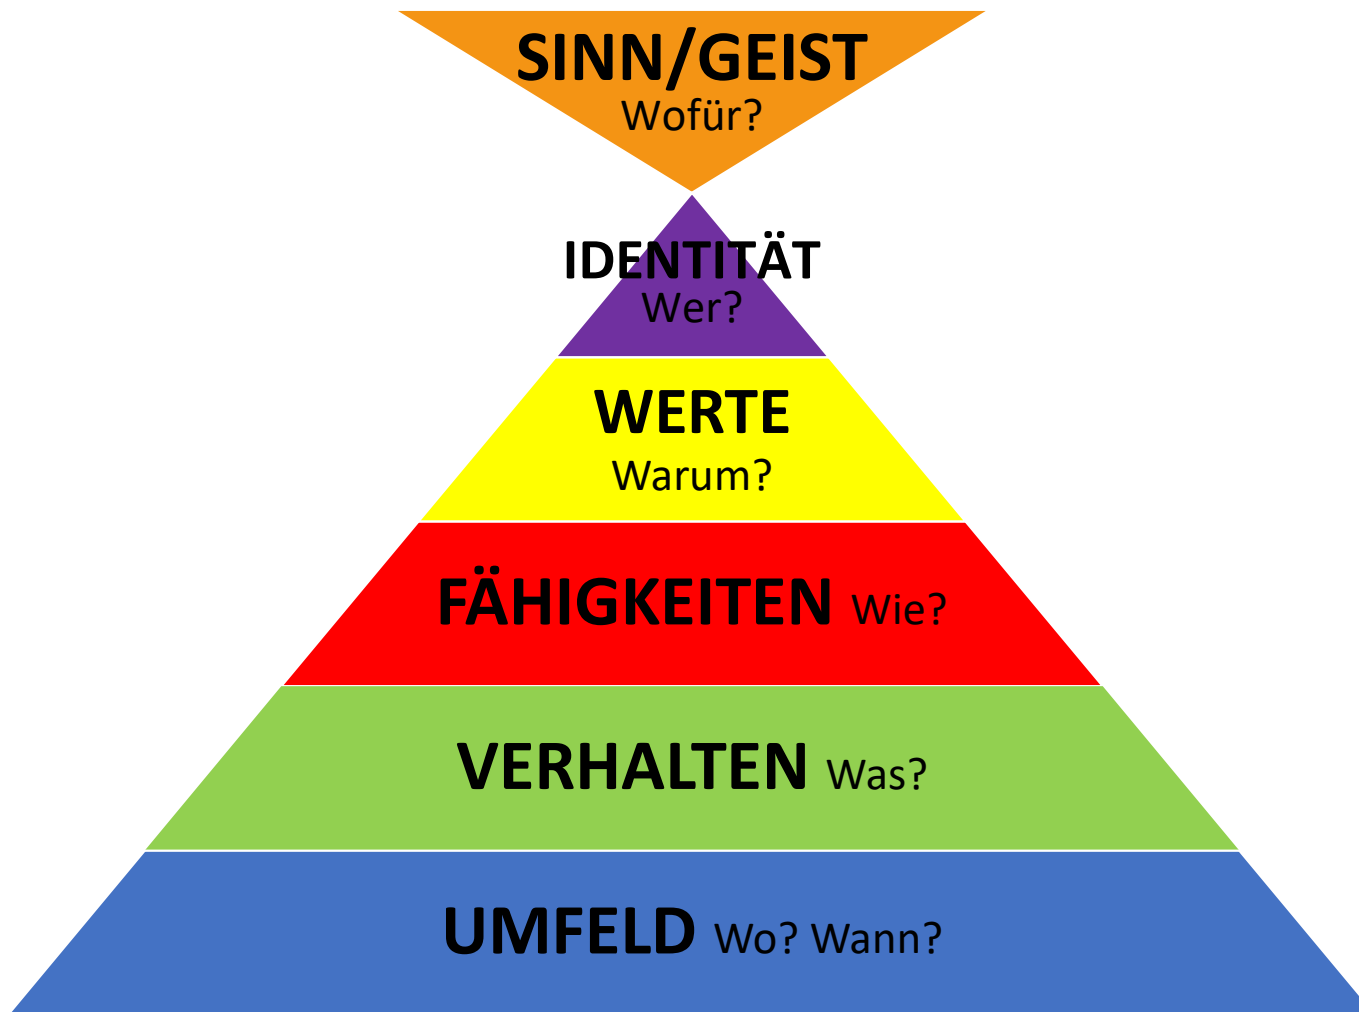 SINN/GEIST
Wofür?
IDENTITÄT
Wer?
WERTE
Warum?
FÄHIGKEITEN Wie?
VERHALTEN Was?
UMFELD Wo? Wann?